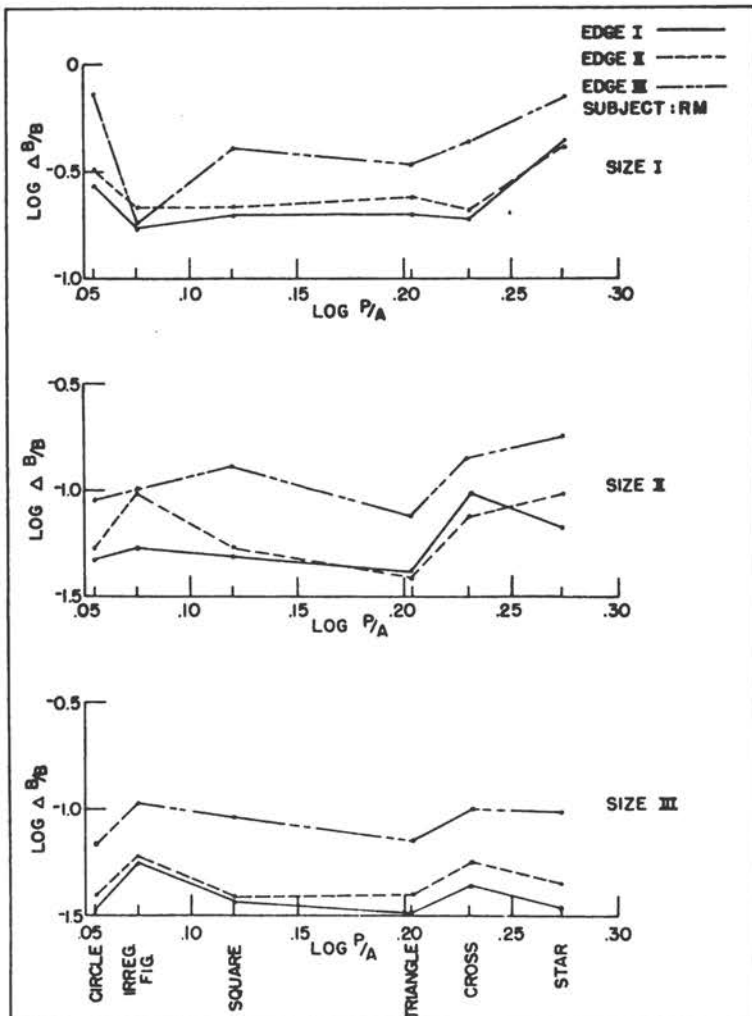 EDGE I
EDGE II
EDGE III
SUBJECT : RM
SIZE I
0
-0.5
-1.0
LOG Δ B/B
.05 .10 .15 .20 .25 .30
LOG P/A
SIZE II
-0.5
-1.0
-1.5
LOG Δ B/B
.05 .10 .15 .20 .25 .30
LOG P/A
SIZE III
-0.5
-1.0
-1.5
LOG Δ B/B
.05 .10 .15 .20 .25 .30
LOG P/A
CIRCLE
IRREG.
FIG.
SQUARE
TRIANGLE
CROSS
STAR